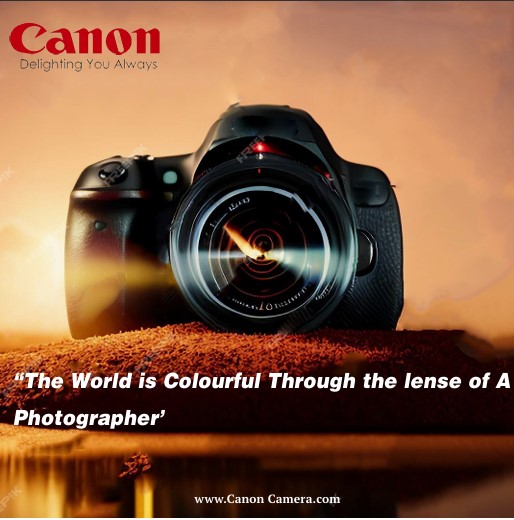 Canon
Delighting You Always
“The World is Colourful Through the lense of A
Photographer’
www.Canon Camera.com